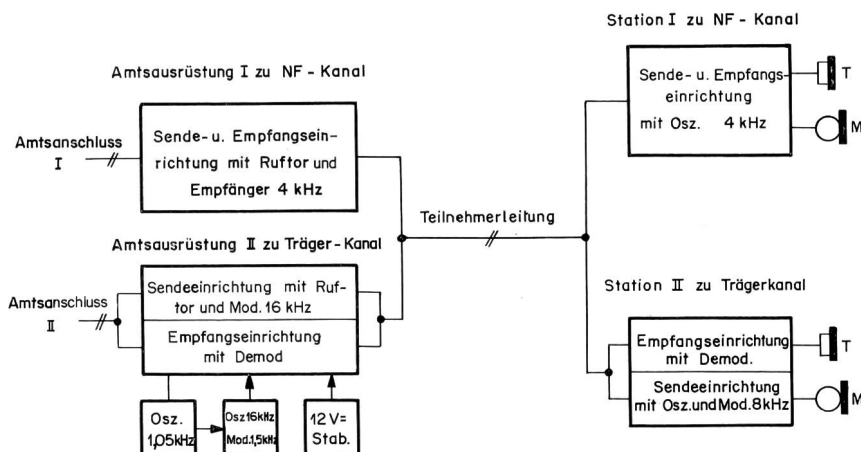 Station I zu NF - Kanal
Sende- u. Empfangs-
einrichtung
mit Osz. 4 kHz
T
M
Amtsausrüstung I zu NF - Kanal
Amtsanschluss
I
Sende- u. Empfangsein-
richtung mit Ruftor und
Empfänger 4 kHz
Teilnehmerleitung
Amtsausrüstung II zu Träger-Kanal
Amtsanschluss
II
Sendeeinrichtung mit Ruf-
tor und Mod. 16 kHz
Empfangseinrichtung
mit Demod
Osz.
1,05kHz
Osz 16kHz
Mod.1,5kHz
12 V=
Stab.
Station II zu Trägerkanal
Empfangseinrichtung
mit Demod.
Sendeeinrichtung
mit Osz.und Mod.8kHz
T
M